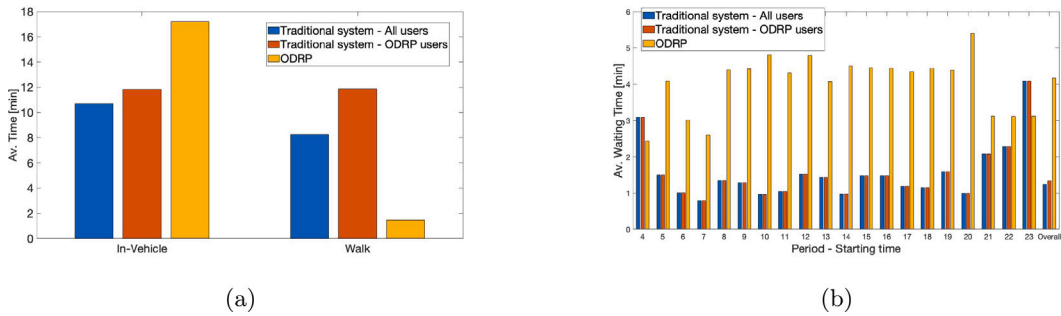 18
16
14
12
10
8
6
4
2
0
Av. Time [min]
Traditional system - All users
Traditional system - ODRP users
ODRP
In-Vehicle
Walk
(a)
6
5
4
3
2
1
0
Av. Waiting Time [min]
Traditional system - All users
Traditional system - ODRP users
ODRP
4 5 6 7 8 9 10 11 12 13 14 15 16 17 18 19 20 21 22 23 Overall
Period - Starting time
(b)